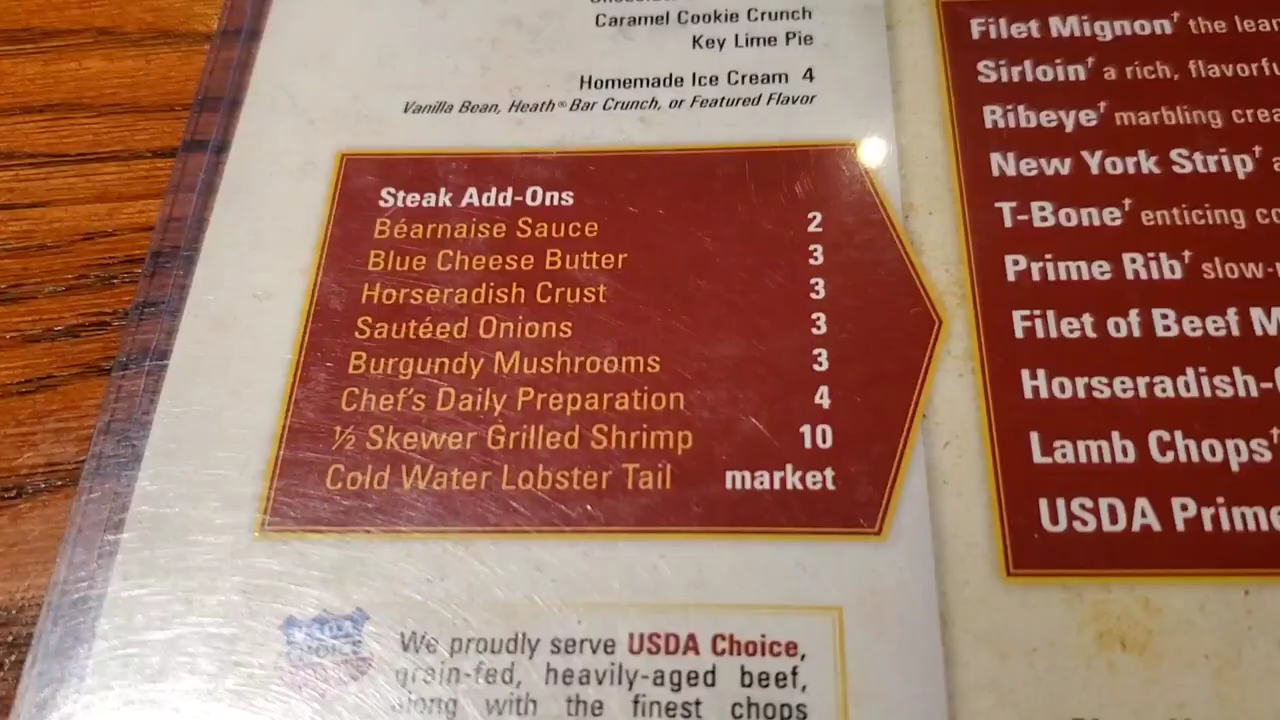 Caramel Cookie Crunch
Key Lime Pie
Homemade Ice Cream 4
Vanilla Bean, Heath® Bar Crunch, or Featured Flavor
Steak Add-Ons
Béarnaise Sauce 2
Blue Cheese Butter 3
Horseradish Crust 3
Sautéed Onions 3
Burgundy Mushrooms 3
Chef's Daily Preparation 4
½ Skewer Grilled Shrimp 10
Cold Water Lobster Tail market
USDA
CHOICE
We proudly serve USDA Choice,
grain-fed, heavily-aged beef,
along with the finest chops
Filet Mignon† the
Sirloin† a rich,
Ribeye† marbling
New York Strip†
T-Bone† enticing
Prime Rib† slow-
Filet of Beef
Horseradish-
Lamb Chops†
USDA Prime